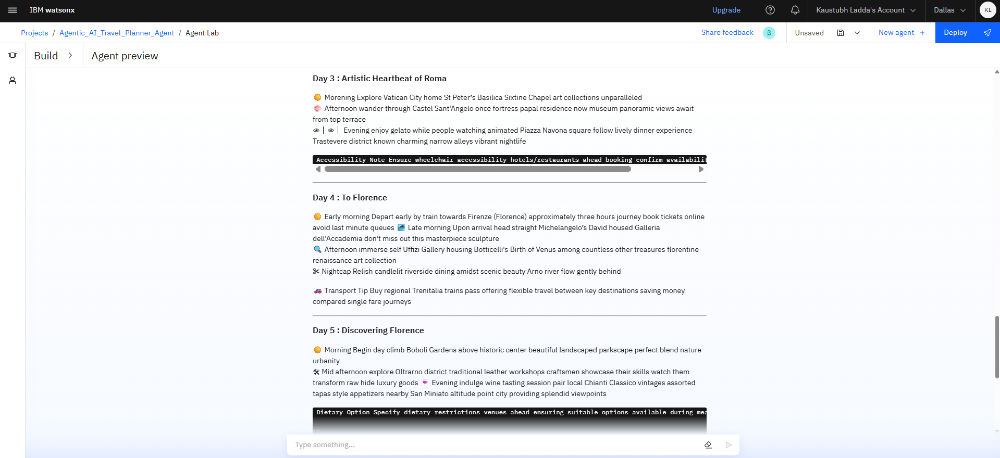 IBM watsonx
Upgrade
Kaustubh Ladda's Account
Dallas
KL
Projects / Agentic_AI_Travel_Planner_Agent / Agent Lab
Share feedback
β
Unsaved
New agent +
Deploy
Build
Agent preview
Day 3 : Artistic Heartbeat of Roma
Morening Explore Vatican City home St Peter’s Basilica Sixtine Chapel art collections unparalleled
Afternoon wander through Castel Sant'Angelo once fortress papal residence now museum panoramic views await
from top terrace
👁 | 👁 | Evening enjoy gelato while people watching animated Piazza Navona square follow lively dinner experience
Trastevere district known charming narrow alleys vibrant nightlife
Accessibility Note Ensure wheelchair accessibility hotels/restaurants ahead booking confirm availabilit
Day 4 : To Florence
Early morning Depart early by train towards Firenze (Florence) approximately three hours journey book tickets online
avoid last minute queues 🏞 Late morning Upon arrival head straight Michelangelo’s David housed Galleria
dell'Accademia don't miss out this masterpiece sculpture
Afternoon immerse self Uffizi Gallery housing Botticelli's Birth of Venus among countless other treasures florentine
renaissance art collection
Nightcap Relish candlelit riverside dining amidst scenic beauty Arno river flow gently behind
Transport Tip Buy regional Trenitalia trains pass offering flexible travel between key destinations saving money
compared single fare journeys
Day 5 : Discovering Florence
Morning Begin day climb Boboli Gardens above historic center beautiful landscaped parkscape perfect blend nature
urbanity
Mid afternoon explore Oltrarno district traditional leather workshops craftsmen showcase their skills watch them
transform raw hide luxury goods 🍷 Evening indulge wine tasting session pair local Chianti Classico vintages assorted
tapas style appetizers nearby San Miniato altitude point city providing splendid viewpoints
Dietary Option Specify dietary restrictions venues ahead ensuring suitable options available during mea
--
Type something...